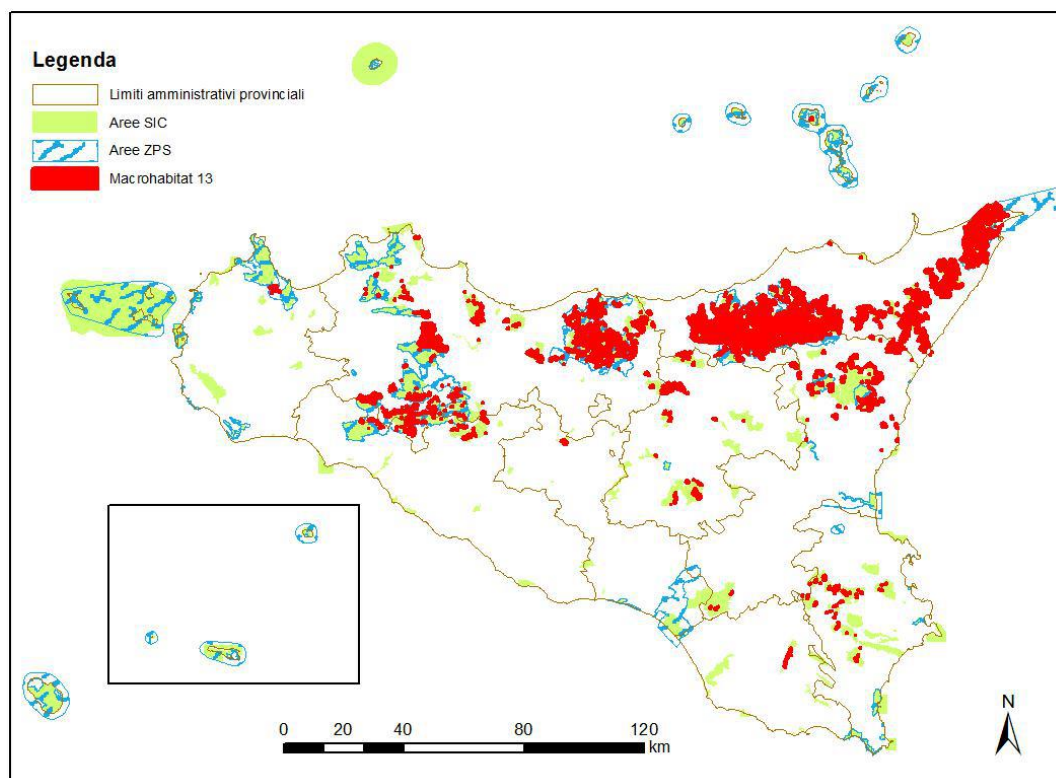 Legenda
Limiti amministrativi provinciali
Aree SIC
Aree ZPS
Macrohabitat 13
N
0 20 40 80 120
km